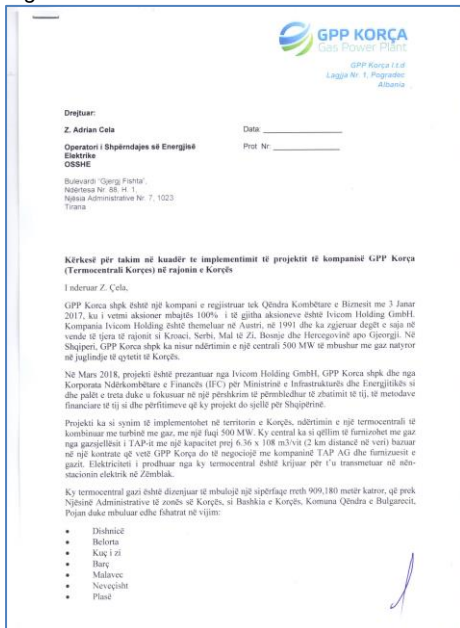 GPP KORÇA
Gas Power Plant
GPP Korça l.t.d
Lagjja Nr. 1, Pogradec
Albania
Drejtuar:
Z. Adrian Cela
Data:
Operatori i Shpërndajes së Energjisë
Elektrike
OSSHE
Prot. Nr.
Bulevardi 'Gjergj Fishta',
Ndërtesa Nr. 88, H. 1,
Njësia Administrative Nr. 7, 1023
Tirana
Kërkesë për takim në kuadër te implementimit të projektit të kompanisë GPP Korça
(Termocentrali Korçes) në rajonin e Korçës
I nderuar Z. Çela,
GPP Korca shpk është një kompani e regjistruar tek Qëndra Kombëtare e Biznesit me 3 Janar
2017, ku i vetmi aksioner mbajtës 100% i të gjitha aksioneve është Ivicom Holding GmbH.
Kompania Ivicom Holding është themeluar në Austri, në 1991 dhe ka zgjeruar degët e saja në
vende të tjera të rajonit si Kroaci, Serbi, Mal të Zi, Bosnje dhe Hercegovinë apo Gjeorgji. Në
Shqiperi, GPP Korca shpk ka nisur ndërtimin e një centrali 500 MW të mbushur me gaz natyror
në juglindje të qytetit të Korçës.
Në Mars 2018, projekti është prezantuar nga Ivicom Holding GmbH, GPP Korca shpk dhe nga
Korporata Ndërkombëtare e Financës (IFC) për Ministrinë e Infrastrukturës dhe Energjitikës si
dhe palët e treta duke u fokusuar në një përshkrim të përmbledhur të zbatimit të tij, të metodave
financiare të tij si dhe përfitimeve që ky projekt do sjellë për Shqipërinë.
Projekti ka si synim të implementohet në territorin e Korçës, ndërtimin e një termocentrali të
kombinuar me turbinë me gaz, me një fuqi 500 MW. Ky central ka si qëllim të furnizohet me gaz
nga gazsjellësit i TAP-it me një kapacitet prej 6.36 x 108 m3/vit (2 km distancë në veri) bazuar
në një kontrate që vetë GPP Korça do të negociojë me kompaninë TAP AG dhe furnizuesit e
gazit. Elektriciteti i prodhuar nga ky termocentral është krijuar për t'u transmetuar në nën-
stacionin elektrik në Zëmblak.
Ky termocentral gazi është dizenjuar të mbulojë një sipërfaqe rreth 909,180 metër katror, që prek
Njësinë Administrative të zonës së Korçës, si Bashkia e Korçës, Komuna Qëndra e Bulgarecit,
Pojan duke mbuluar edhe fshatrat në vijim:
• Dishnicë
• Belorta
• Kuç i zi
• Barç
• Malavec
• Neveçisht
• Plasë